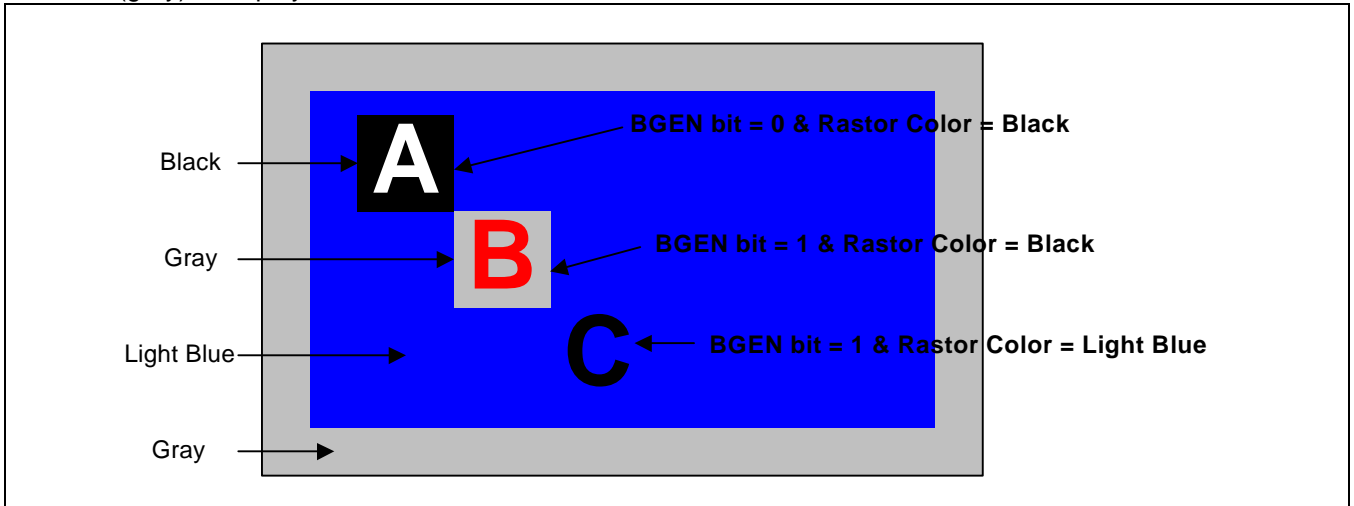 A
BGEN bit = 0 & Rastor Color = Black
Black
B
BGEN bit = 1 & Rastor Color = Black
Gray
C
BGEN bit = 1 & Rastor Color = Light Blue
Light Blue
Gray